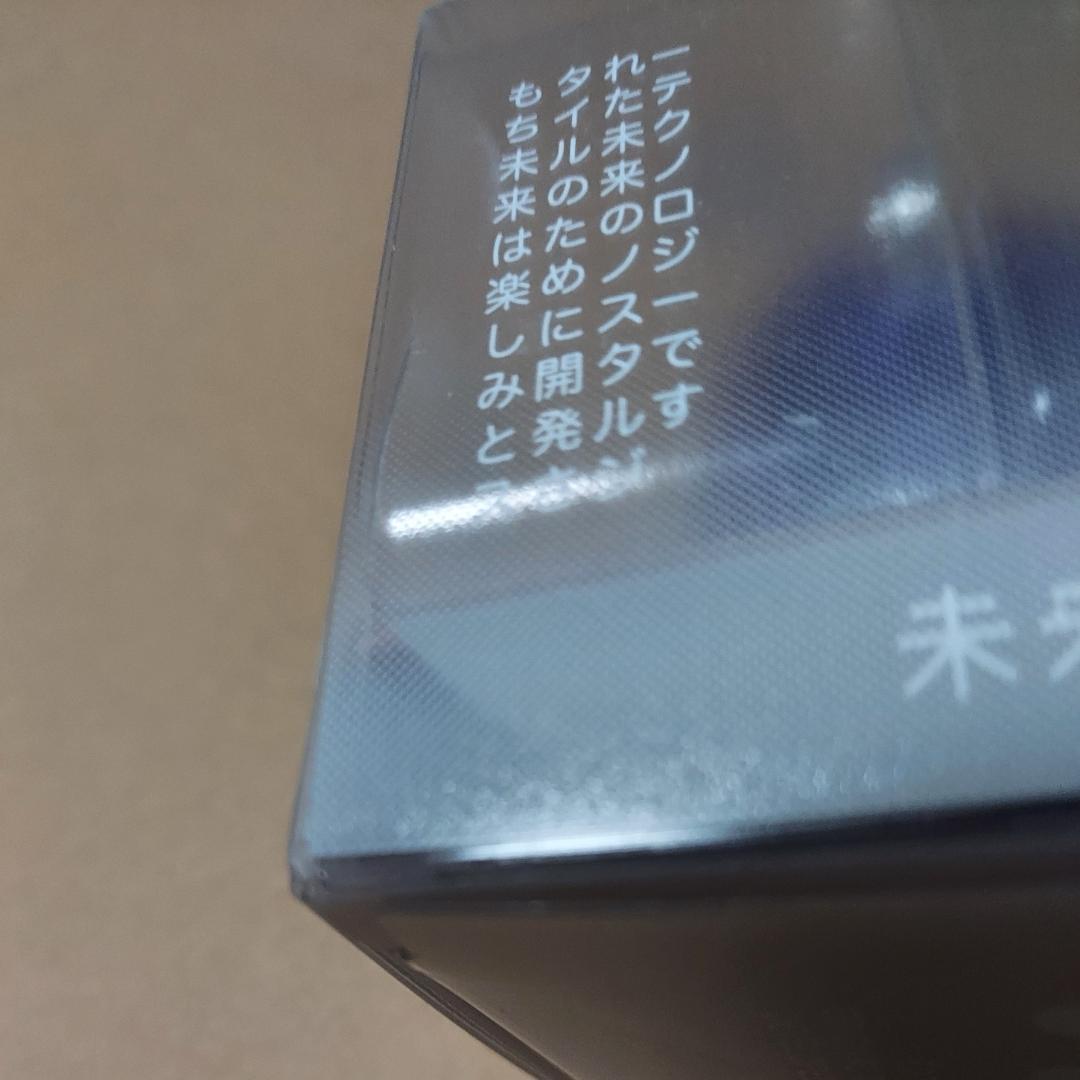 ーテクノロジーです
れた未来のノスタルジ
タイルのために開発
もち未来は楽しみと
未